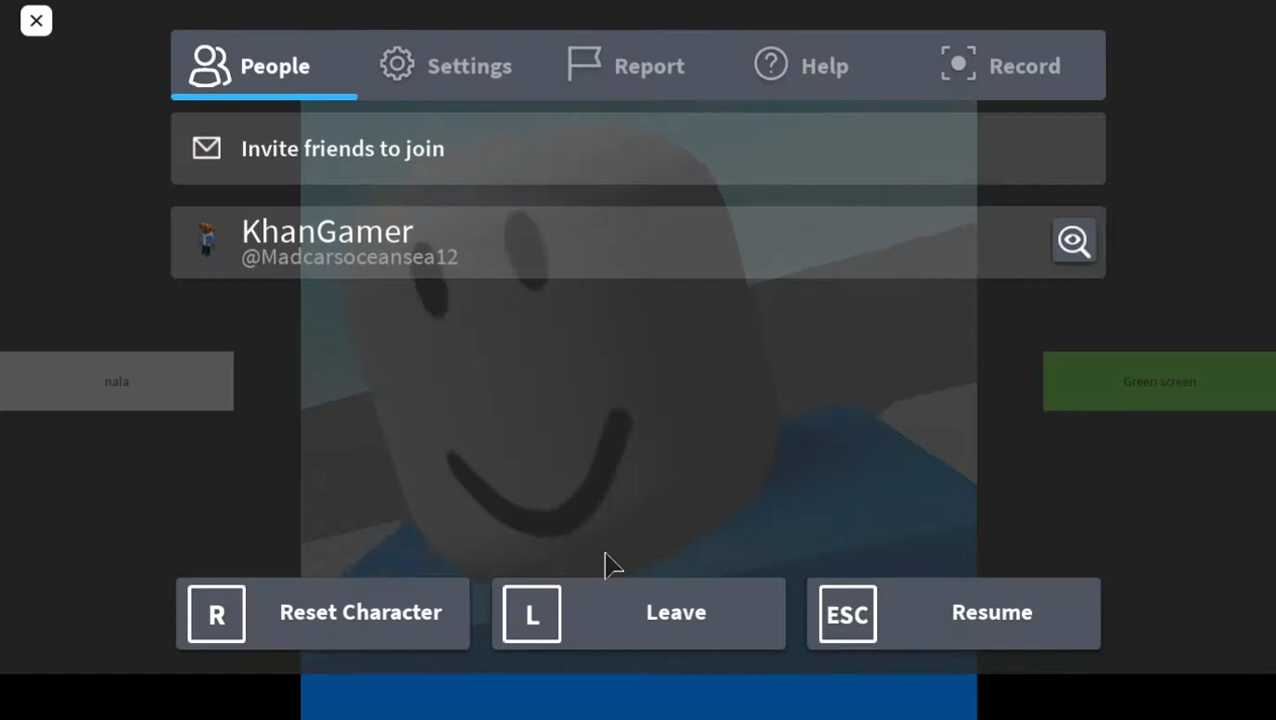 People
Settings
Report
Help
Record
Invite friends to join
KhanGamer
@Madcarsoceansea12
nala
Green screen
R Reset Character
L Leave
ESC Resume